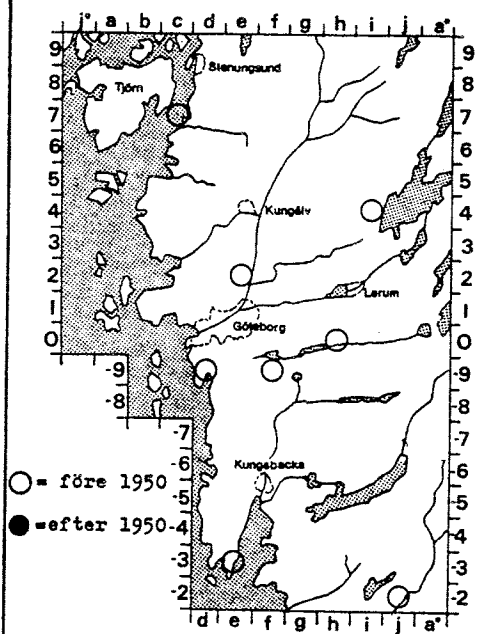 j° a b c d e f g h i j a°
9 9
Stenungsund
8 8
Tjörn
7 7
6 6
5 5
4 Kungälv 4
3 3
2 2
Lerum
1 1
Göteborg
0 0
-9 -9
-8 -8
-7 -7
-6 Kungsbacka -6
= före 1950
-5 -5
=efter 1950
-4 -4
-3 -3
-2 -2
d e f g h i j a°